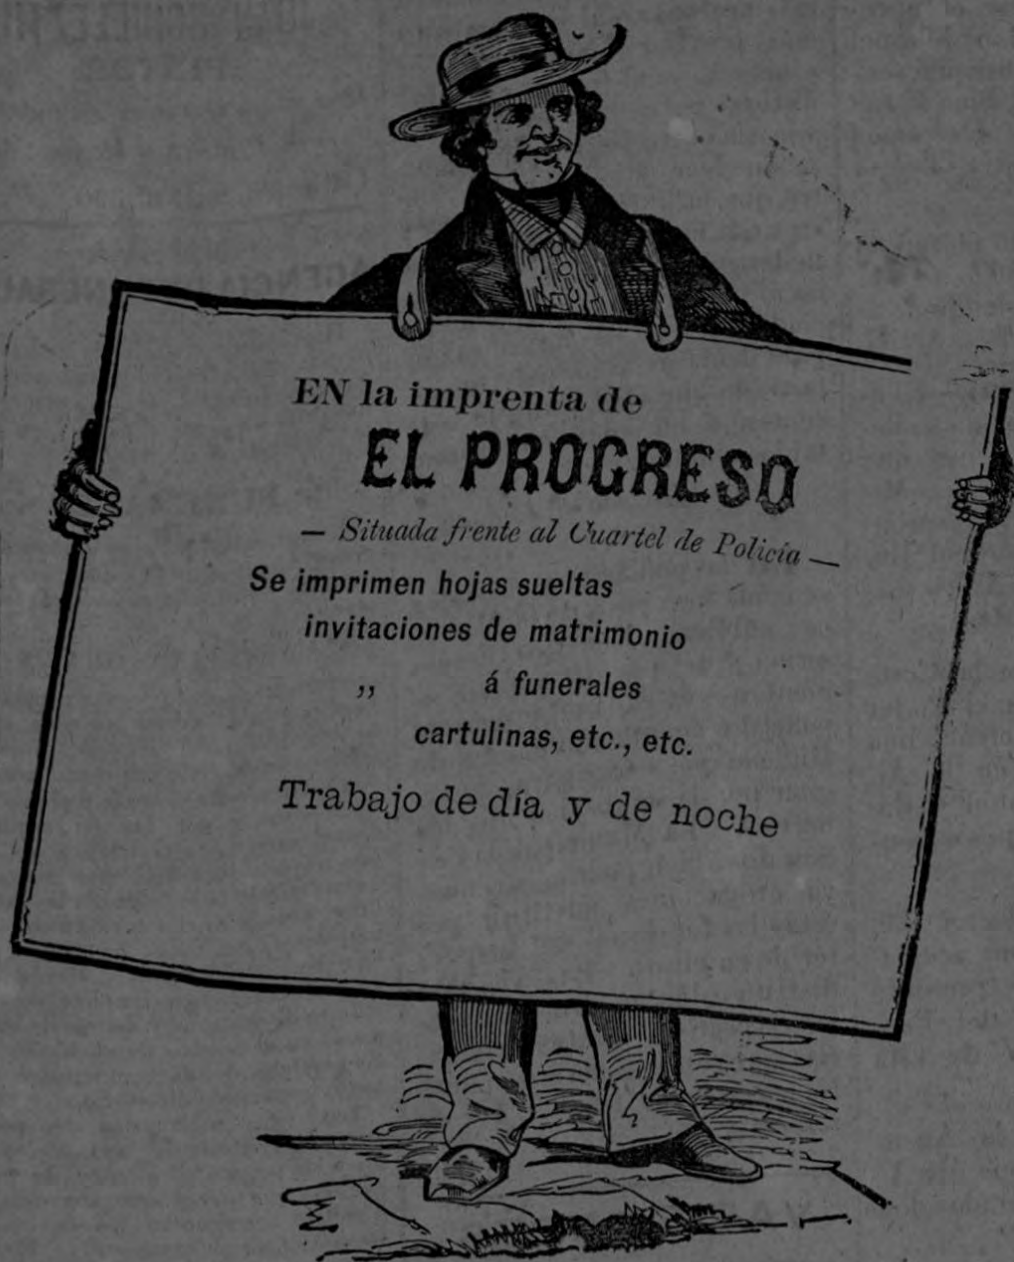 EN la imprenta de
EL PROGRESO
— Situada frente al Cuartel de Policía —
Se imprimen hojas sueltas
invitaciones de matrimonio
,, á funerales
cartulinas, etc., etc.
Trabajo de día y de noche